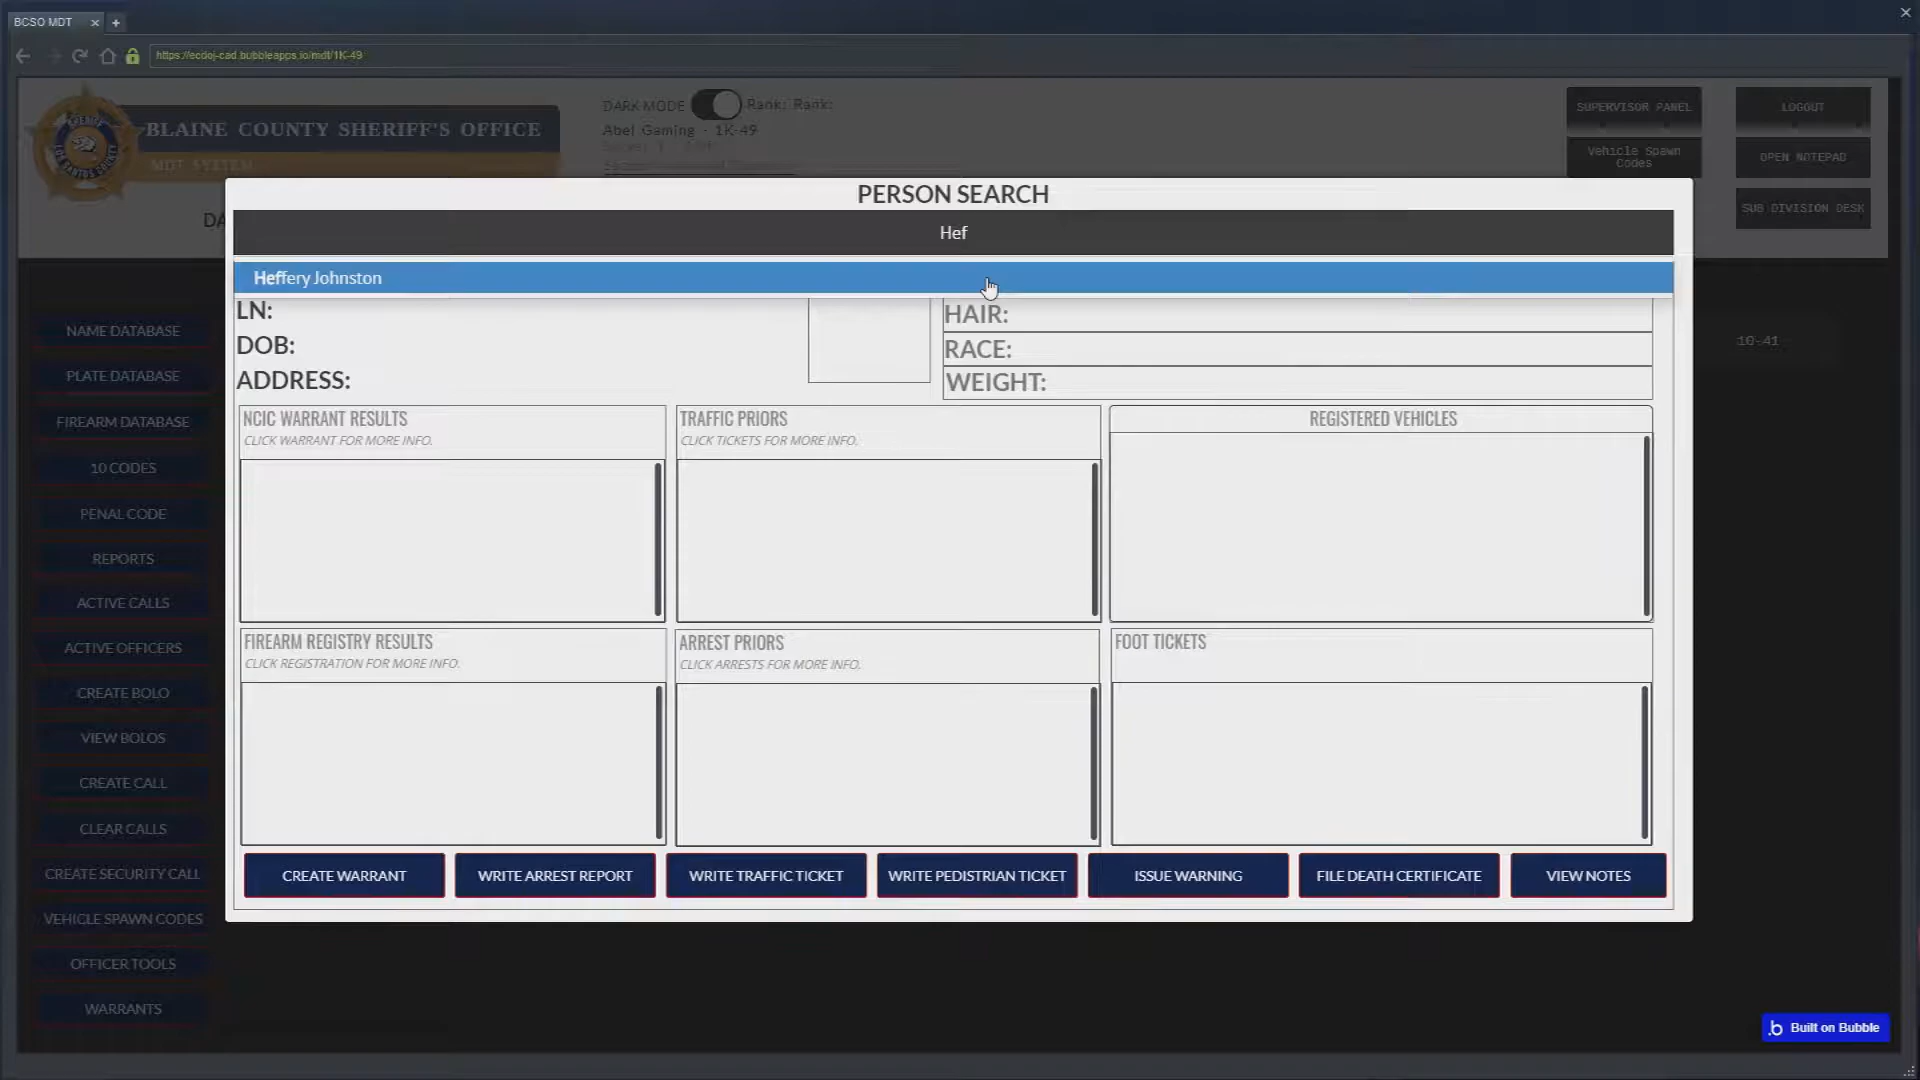 BCSO MDT
https://ecdoj-cad.bubbleapps.io/mdt/1K-49
BLAINE COUNTY SHERIFF'S OFFICE
MDT SYSTEM
DARK MODE
Rank: Rank:
Abel Gaming - 1K-49
SUPERVISOR PANEL
LOGOUT
Vehicle Spawn
Codes
OPEN NOTEPAD
SUB DIVISION DESK
DA
PERSON SEARCH
Hef
Heffery Johnston
LN:
DOB:
ADDRESS:
HAIR:
RACE:
WEIGHT:
10-41
NCIC WARRANT RESULTS
CLICK WARRANT FOR MORE INFO.
TRAFFIC PRIORS
CLICK TICKETS FOR MORE INFO.
REGISTERED VEHICLES
FIREARM REGISTRY RESULTS
CLICK REGISTRATION FOR MORE INFO.
ARREST PRIORS
CLICK ARRESTS FOR MORE INFO.
FOOT TICKETS
CREATE WARRANT
WRITE ARREST REPORT
WRITE TRAFFIC TICKET
WRITE PEDISTRIAN TICKET
ISSUE WARNING
FILE DEATH CERTIFICATE
VIEW NOTES
NAME DATABASE
PLATE DATABASE
FIREARM DATABASE
10 CODES
PENAL CODE
REPORTS
ACTIVE CALLS
ACTIVE OFFICERS
CREATE BOLO
VIEW BOLOS
CREATE CALL
CLEAR CALLS
CREATE SECURITY CALL
VEHICLE SPAWN CODES
OFFICER TOOLS
WARRANTS
Built on Bubble